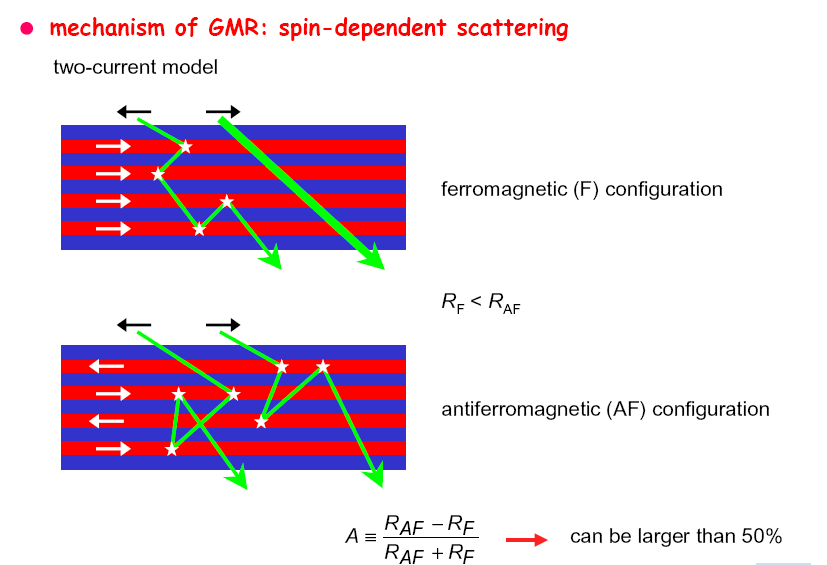 mechanism of GMR: spin-dependent scattering
two-current model
ferromagnetic (F) configuration
R_F < R_AF
antiferromagnetic (AF) configuration
A ≡ (R_AF − R_F) / (R_AF + R_F) can be larger than 50%